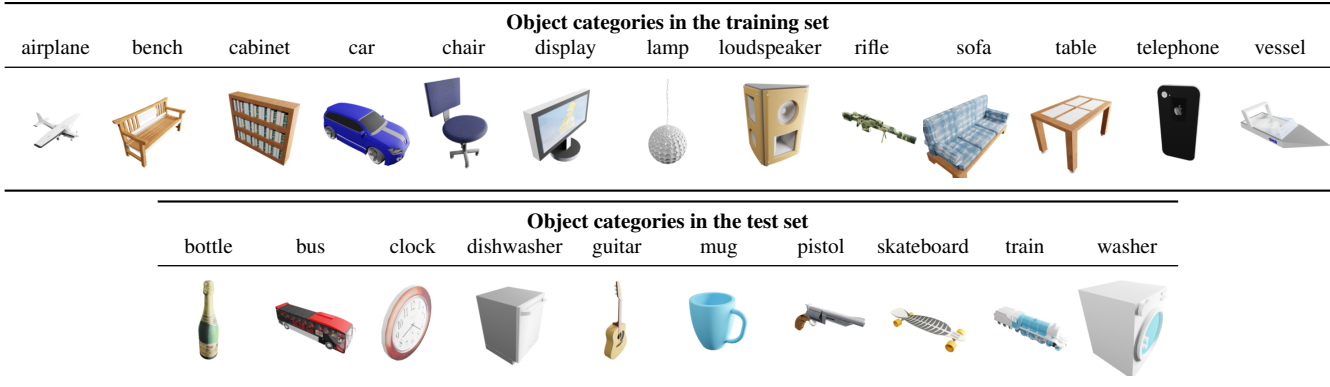 Object categories in the training set
airplane bench cabinet car chair display lamp loudspeaker rifle sofa table telephone vessel
Object categories in the test set
bottle bus clock dishwasher guitar mug pistol skateboard train washer